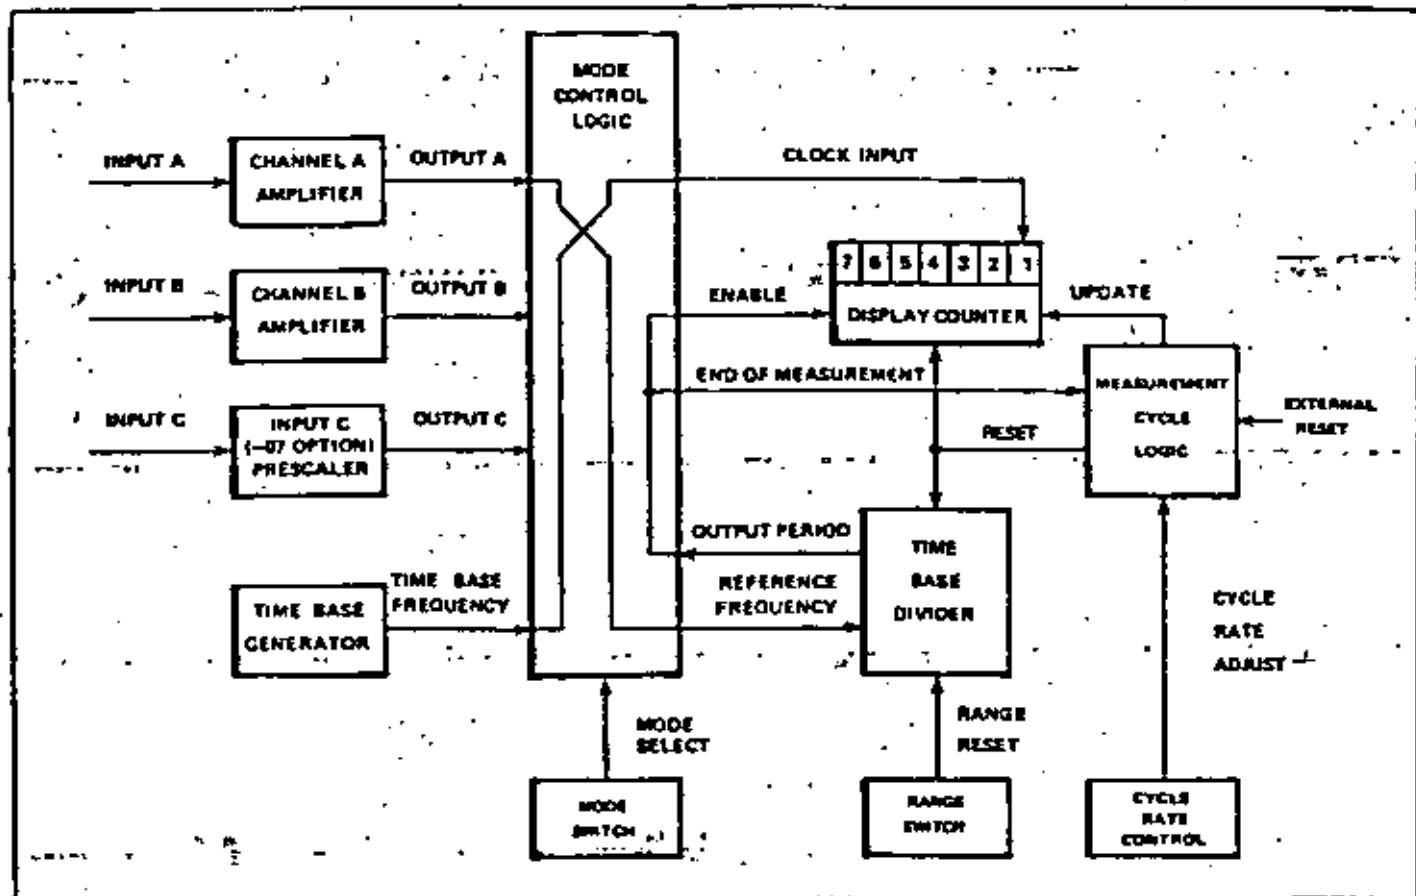 MODE
CONTROL
LOGIC
INPUT A
CHANNEL A
AMPLIFIER
OUTPUT A
CLOCK INPUT
7 6 5 4 3 2 1
DISPLAY COUNTER
INPUT B
CHANNEL B
AMPLIFIER
OUTPUT B
ENABLE
UPDATE
END OF MEASUREMENT
MEASUREMENT
CYCLE
LOGIC
EXTERNAL
RESET
INPUT C
INPUT C
(-07 OPTION)
PRESCALER
OUTPUT C
RESET
OUTPUT PERIOD
TIME
BASE
DIVIDER
TIME BASE
GENERATOR
TIME BASE
FREQUENCY
REFERENCE
FREQUENCY
CYCLE
RATE
ADJUST
MODE
SELECT
RANGE
RESET
MODE
SWITCH
RANGE
SWITCH
CYCLE
RATE
CONTROL